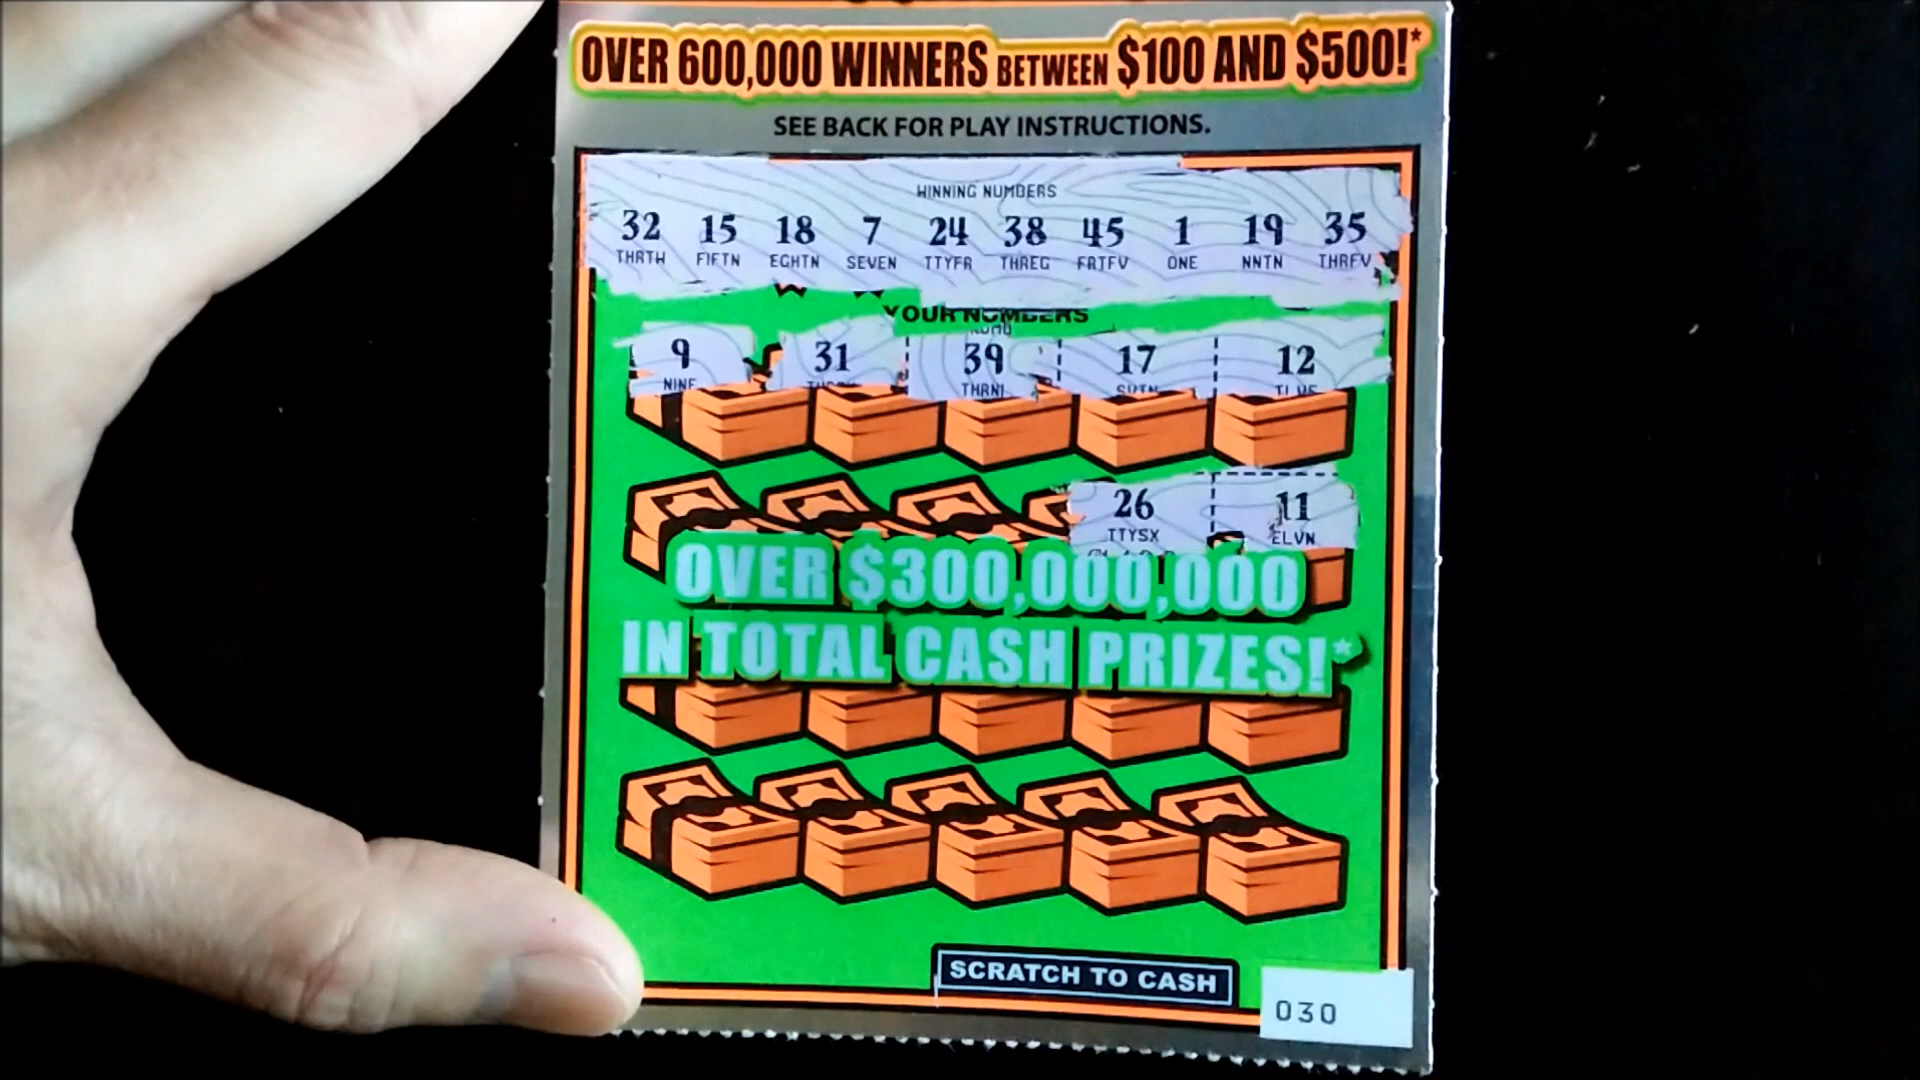 OVER 600,000 WINNERS BETWEEN $100 AND $500!*
SEE BACK FOR PLAY INSTRUCTIONS.
WINNING NUMBERS
32 15 18 7 24 38 45 1 19 35
THRTW FIFTN EGHTN SEVEN TTYFR THREG FRTFV ONE NNTN THRFV
YOUR NUMBERS
9 31 39 17 12
NINE THRNI SVTN TLVE
26 11
TTYSX ELVN
OVER $300,000,000
IN TOTAL CASH PRIZES!*
SCRATCH TO CASH
030